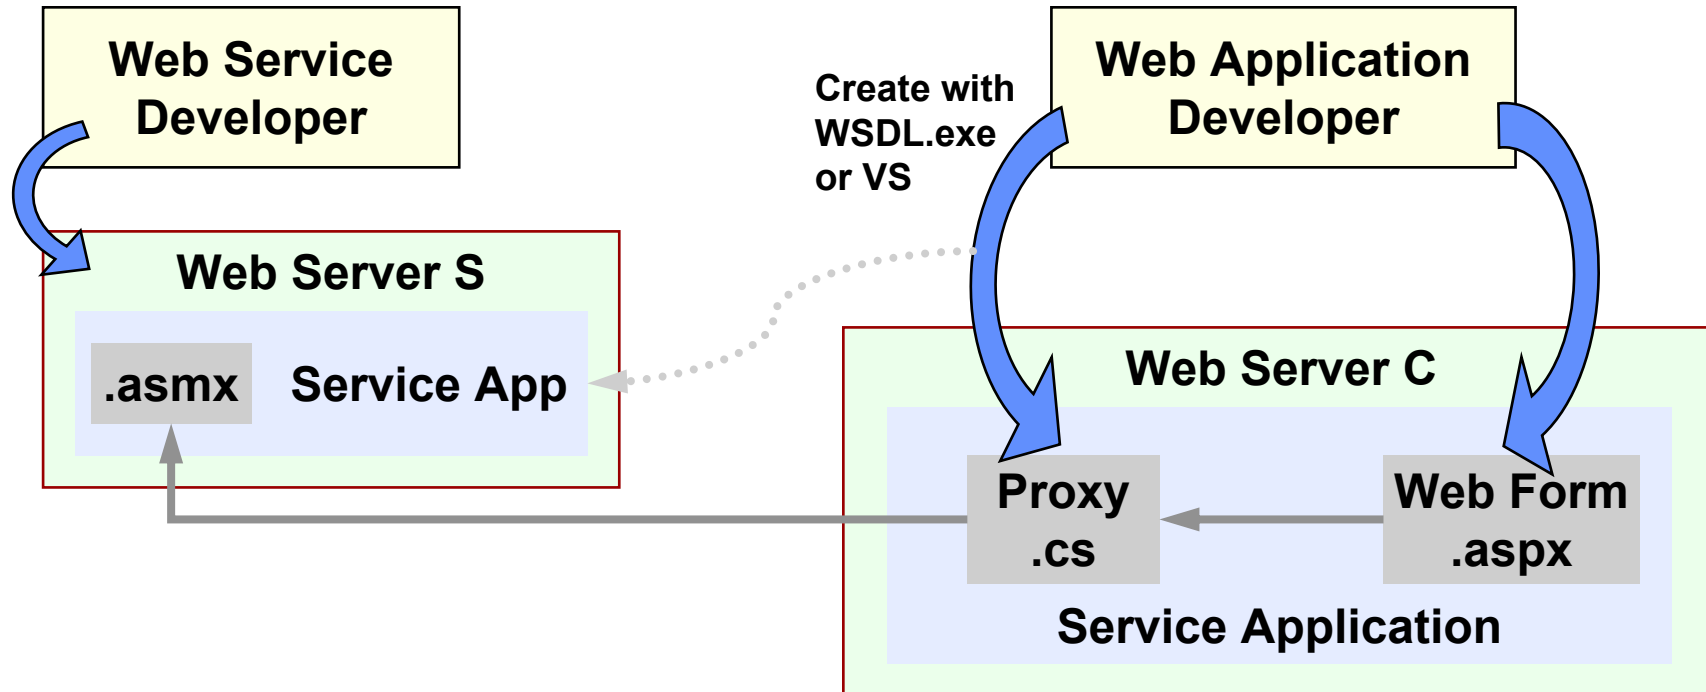 Web Service
Developer
Create with
WSDL.exe
or VS
Web Application
Developer
Web Server S
.asmx
Service App
Web Server C
Proxy
.cs
Web Form
.aspx
Service Application